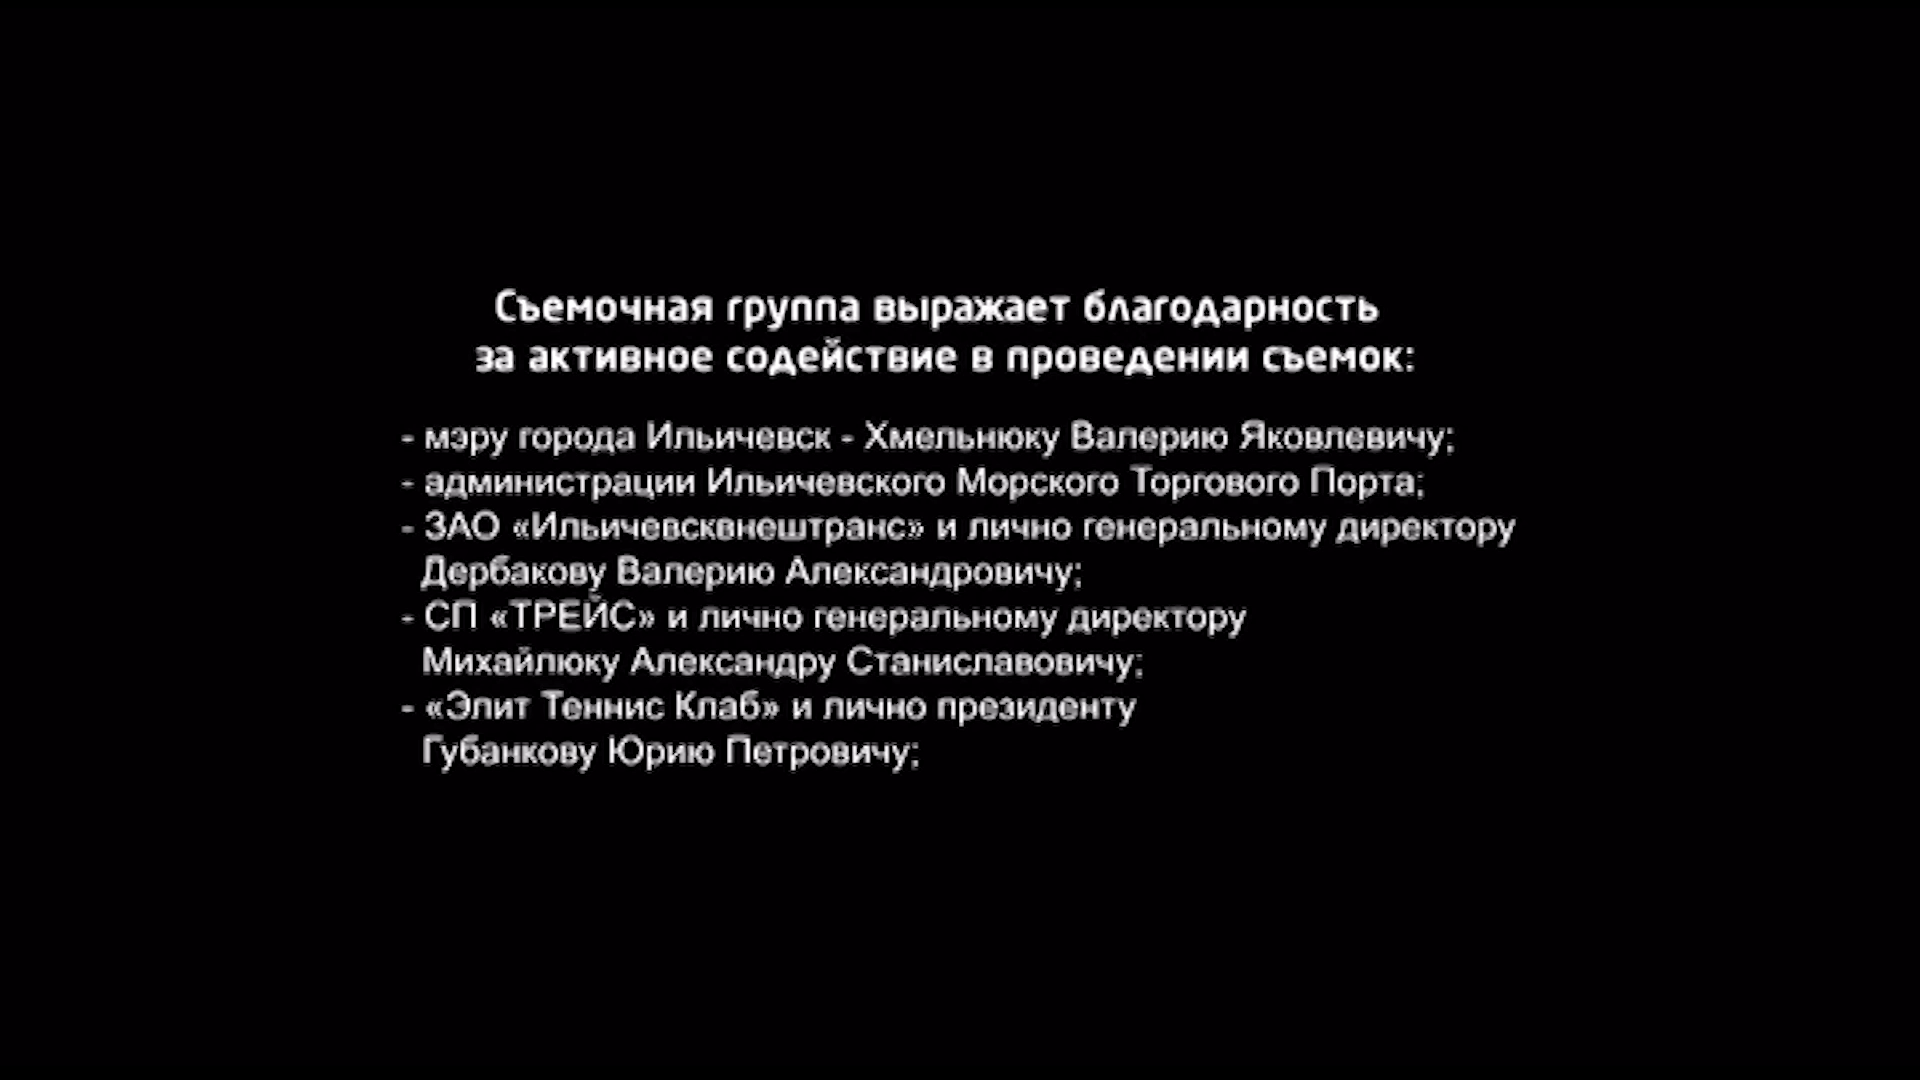 Съемочная группа выражает благодарность
за активное содействие в проведении съемок:
- мэру города Ильичевск - Хмельнюку Валерию Яковлевичу;
- администрации Ильичевского Морского Торгового Порта;
- ЗАО «Ильичевсквнештранс» и лично генеральному директору
Дербакову Валерию Александровичу;
- СП «ТРЕЙС» и лично генеральному директору
Михайлюку Александру Станиславовичу;
- «Элит Теннис Клаб» и лично президенту
Губанкову Юрию Петровичу;